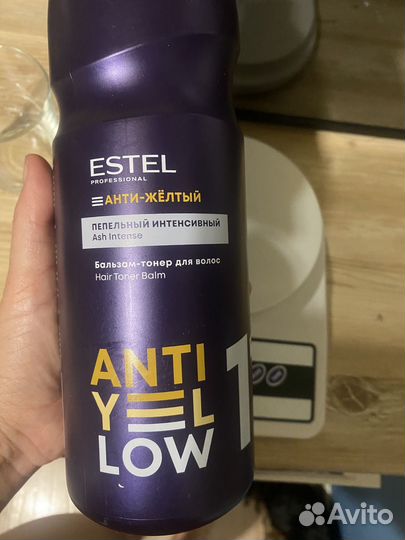 ESTEL
PROFESSIONAL
АНТИ-ЖЁЛТЫЙ
ПЕПЕЛЬНЫЙ ИНТЕНСИВНЫЙ
Ash Intense
Бальзам-тонер для волос
Hair Toner Balm
ANTI
YEL
LOW
1
Avito